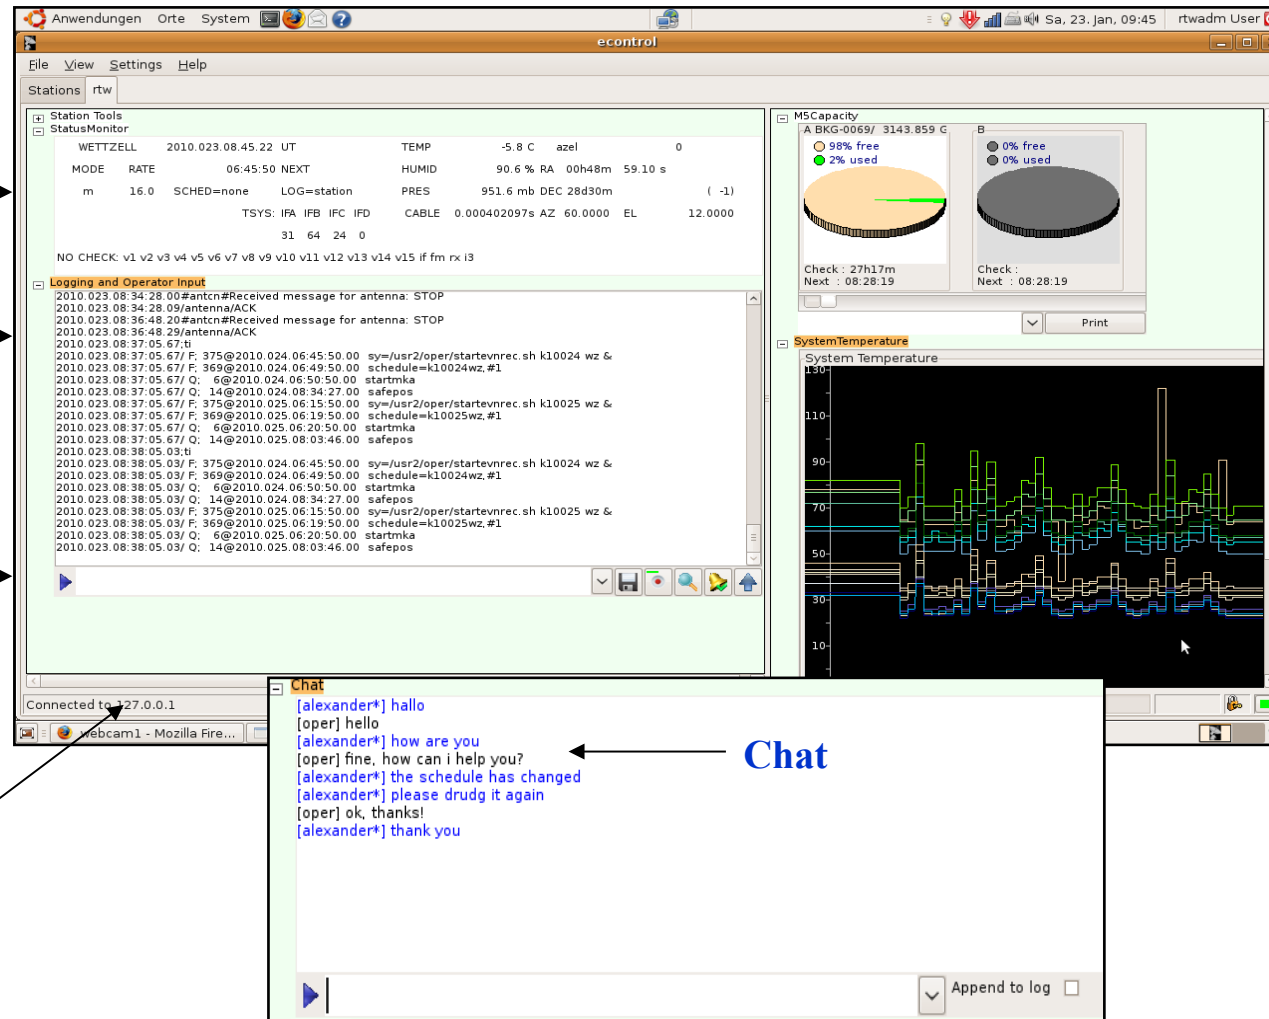 Anwendungen Orte System
Sa, 23. Jan, 09:45 rtwadm User
econtrol
File View Settings Help
Stations rtw
Station Tools
StatusMonitor
WETTZELL 2010.023.08.45.22 UT TEMP -5.8 C azel 0
MODE RATE 06:45:50 NEXT HUMID 90.6 % RA 00h48m 59.10 s
m 16.0 SCHED=none LOG=station PRES 951.6 mb DEC 28d30m ( -1)
TSYS: IFA IFB IFC IFD CABLE 0.000402097s AZ 60.0000 EL 12.0000
31 64 24 0
NO CHECK: v1 v2 v3 v4 v5 v6 v7 v8 v9 v10 v11 v12 v13 v14 v15 if fm rx i3
Logging and Operator Input
2010.023.08:34:28.00#antcn#Received message for antenna: STOP
2010.023.08:34:28.09/antenna/ACK
2010.023.08:36:48.20#antcn#Received message for antenna: STOP
2010.023.08:36:48.29/antenna/ACK
2010.023.08:37:05.67;ti
2010.023.08:37:05.67/ F; 375@2010.024.06:45:50.00 sy=/usr2/oper/startevnrec.sh k10024 wz &
2010.023.08:37:05.67/ F; 369@2010.024.06:49:50.00 schedule=k10024wz,#1
2010.023.08:37:05.67/ Q; 6@2010.024.06:50:50.00 startmka
2010.023.08:37:05.67/ Q; 14@2010.024.08:34:27.00 safepos
2010.023.08:37:05.67/ F; 375@2010.025.06:15:50.00 sy=/usr2/oper/startevnrec.sh k10025 wz &
2010.023.08:37:05.67/ F; 369@2010.025.06:19:50.00 schedule=k10025wz,#1
2010.023.08:37:05.67/ Q; 6@2010.025.06:20:50.00 startmka
2010.023.08:37:05.67/ Q; 14@2010.025.08:03:46.00 safepos
2010.023.08:38:05.03;ti
2010.023.08:38:05.03/ F; 375@2010.024.06:45:50.00 sy=/usr2/oper/startevnrec.sh k10024 wz &
2010.023.08:38:05.03/ F; 369@2010.024.06:49:50.00 schedule=k10024wz,#1
2010.023.08:38:05.03/ Q; 6@2010.024.06:50:50.00 startmka
2010.023.08:38:05.03/ Q; 14@2010.024.08:34:27.00 safepos
2010.023.08:38:05.03/ F; 375@2010.025.06:15:50.00 sy=/usr2/oper/startevnrec.sh k10025 wz &
2010.023.08:38:05.03/ F; 369@2010.025.06:19:50.00 schedule=k10025wz,#1
2010.023.08:38:05.03/ Q; 6@2010.025.06:20:50.00 startmka
2010.023.08:38:05.03/ Q; 14@2010.025.08:03:46.00 safepos
M5Capacity
A BKG-0069/ 3143.859 G
98% free
2% used
Check : 27h17m
Next : 08:28:19
B
0% free
0% used
Check :
Next : 08:28:19
Print
SystemTemperature
System Temperature
130
110
90
70
50
30
10
Connected to 127.0.0.1
webcam1 - Mozilla Fire...
Chat
[alexander*] hallo
[oper] hello
[alexander*] how are you
[oper] fine, how can i help you?
[alexander*] the schedule has changed
[alexander*] please drudg it again
[oper] ok, thanks!
[alexander*] thank you
Chat
Append to log